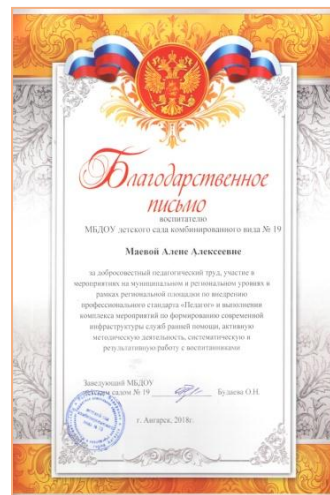 Благодарственное
письмо
воспитателю
МБДОУ детского сада комбинированного вида № 19
Маевой Алене Алексеевне
за добросовестный педагогический труд, участие в
мероприятиях на муниципальном и региональном уровнях в
рамках региональной площадки по внедрению
профессионального стандарта «Педагог» и выполнении
комплекса мероприятий по формированию современной
инфраструктуры служб ранней помощи, активную
методическую деятельность, систематическую и
результативную работу с воспитанниками
Заведующий МБДОУ
детским садом № 19 Будаева О.Н.
г. Ангарск, 2018г.